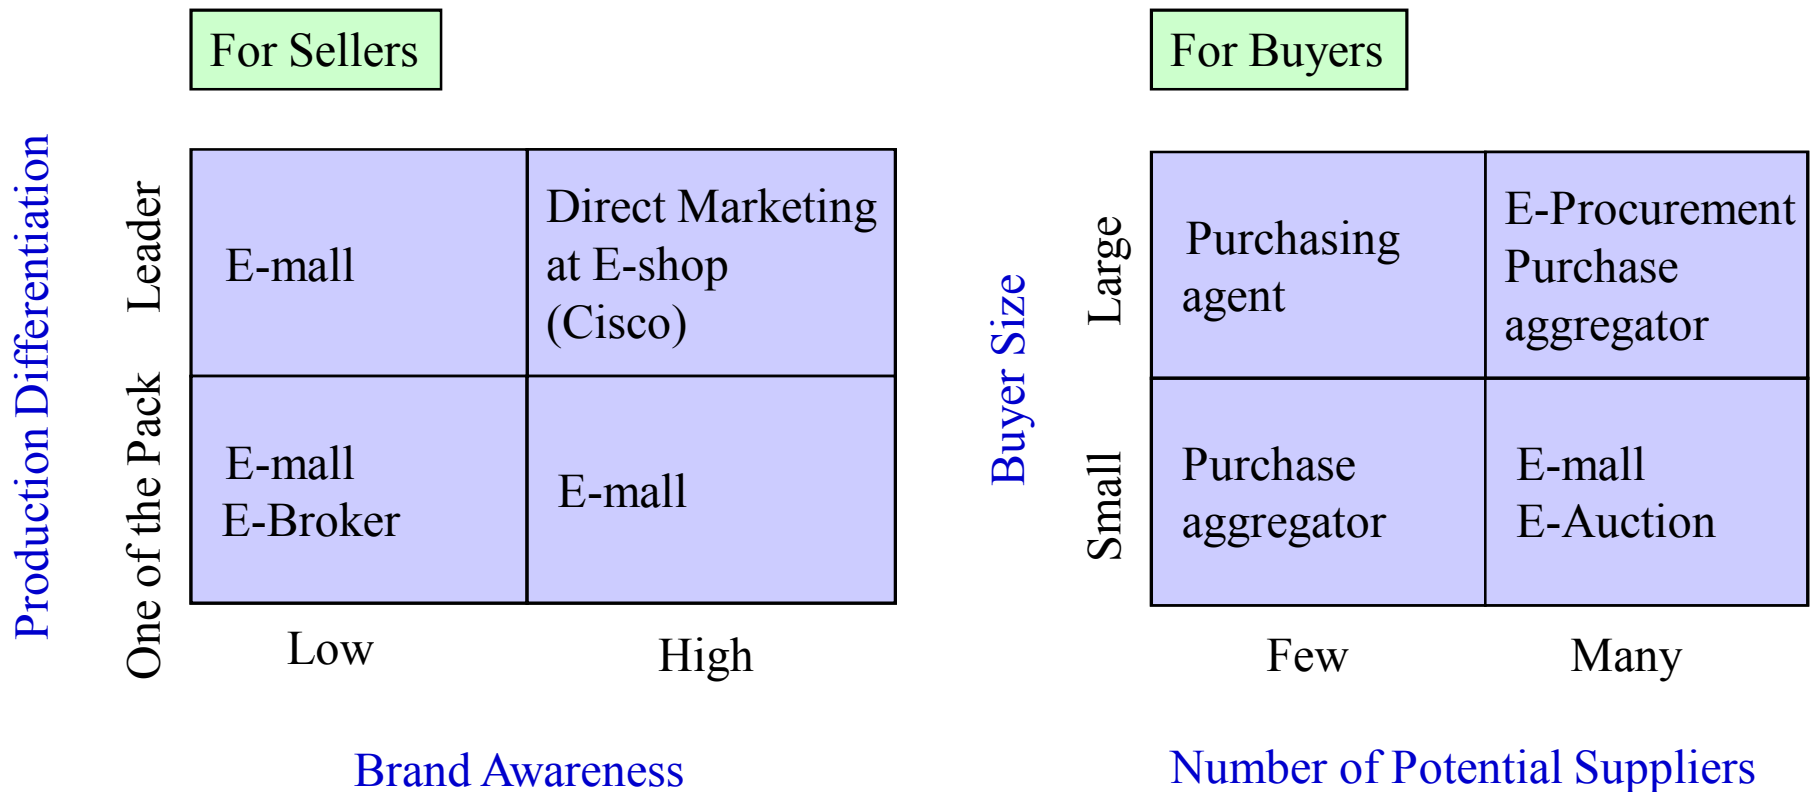 For Sellers
Production Differentiation
Leader
One of the Pack
E-mall
Direct Marketing
at E-shop
(Cisco)
E-mall
E-Broker
E-mall
Low
High
Brand Awareness
For Buyers
Buyer Size
Large
Small
Purchasing
agent
E-Procurement
Purchase
aggregator
Purchase
aggregator
E-mall
E-Auction
Few
Many
Number of Potential Suppliers